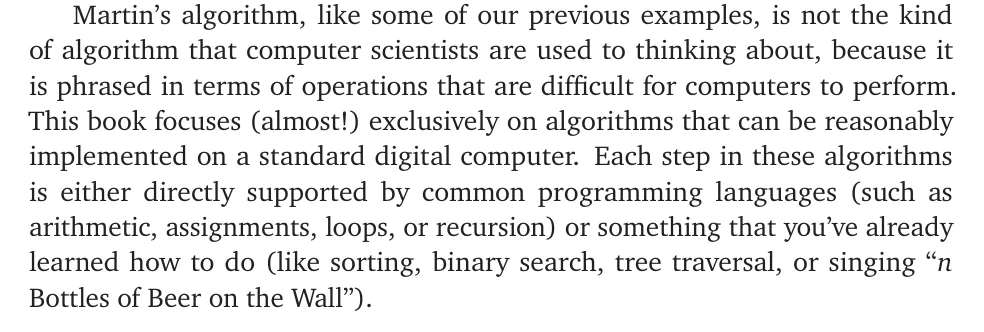 Martin’s algorithm, like some of our previous examples, is not the kind
of algorithm that computer scientists are used to thinking about, because it
is phrased in terms of operations that are difficult for computers to perform.
This book focuses (almost!) exclusively on algorithms that can be reasonably
implemented on a standard digital computer. Each step in these algorithms
is either directly supported by common programming languages (such as
arithmetic, assignments, loops, or recursion) or something that you’ve already
learned how to do (like sorting, binary search, tree traversal, or singing “n
Bottles of Beer on the Wall”).